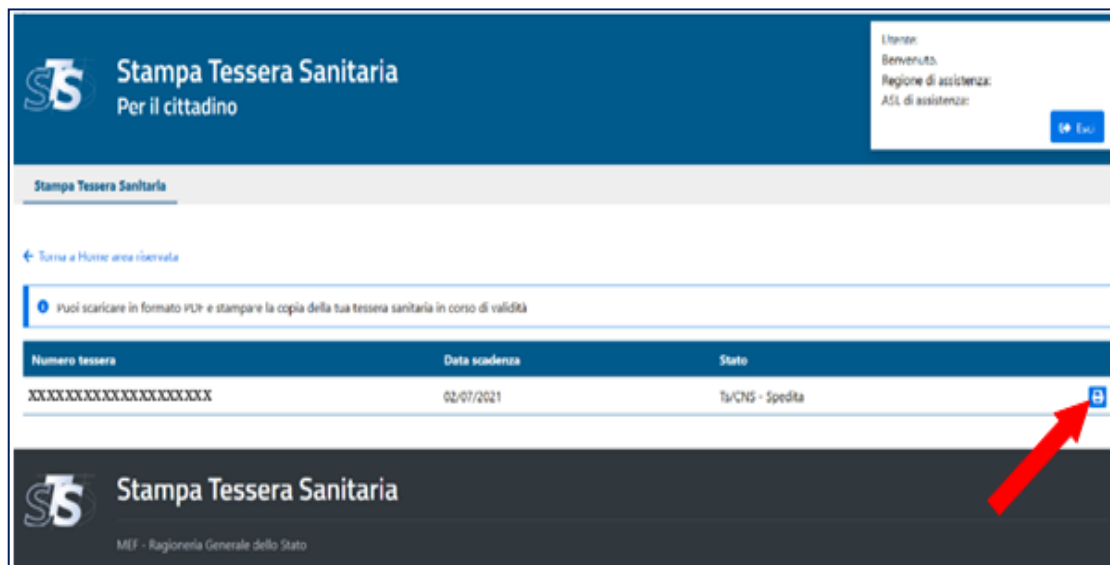 STS
Stampa Tessera Sanitaria
Per il cittadino
Utente:
Benvenuto.
Regione di assistenza:
ASL di assistenza:
Esci
Stampa Tessera Sanitaria
Torna a Home area riservata
Puoi scaricare in formato PDF e stampare la copia della tua tessera sanitaria in corso di validità
Numero tessera Data scadenza Stato
XXXXXXXXXXXXXXXXXXXX 02/07/2021 Ts/CNS - Spedita
STS
Stampa Tessera Sanitaria
MEF - Ragioneria Generale dello Stato